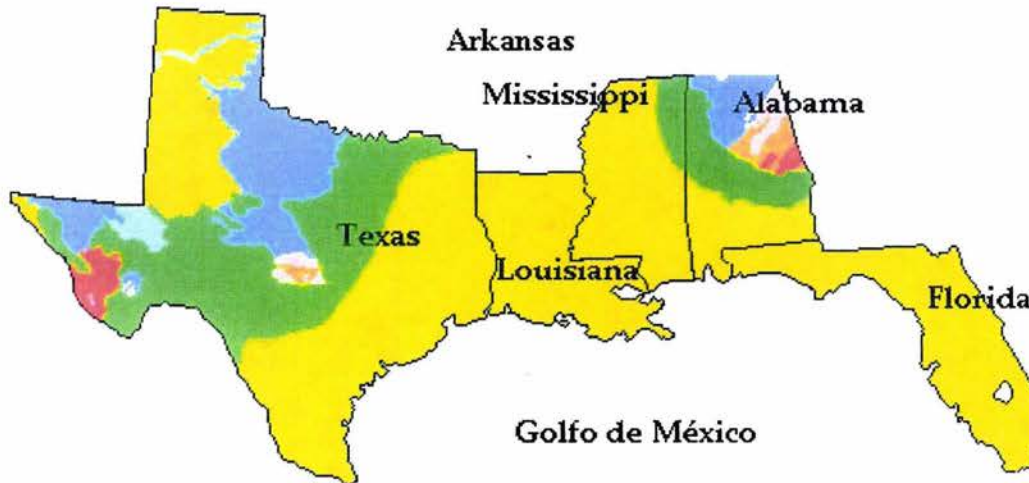 Arkansas
Mississippi
Alabama
Texas
Louisiana
Florida
Golfo de México